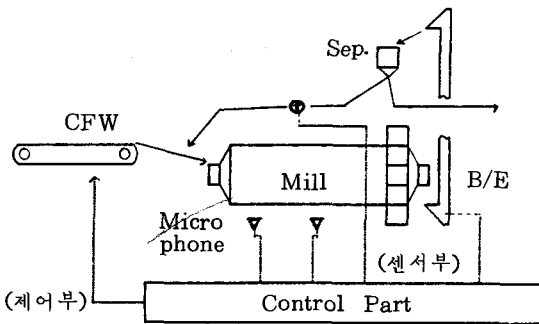 Sep.
CFW
Mill
B/E
Micro
phone
(센서부)
(제어부)
Control Part